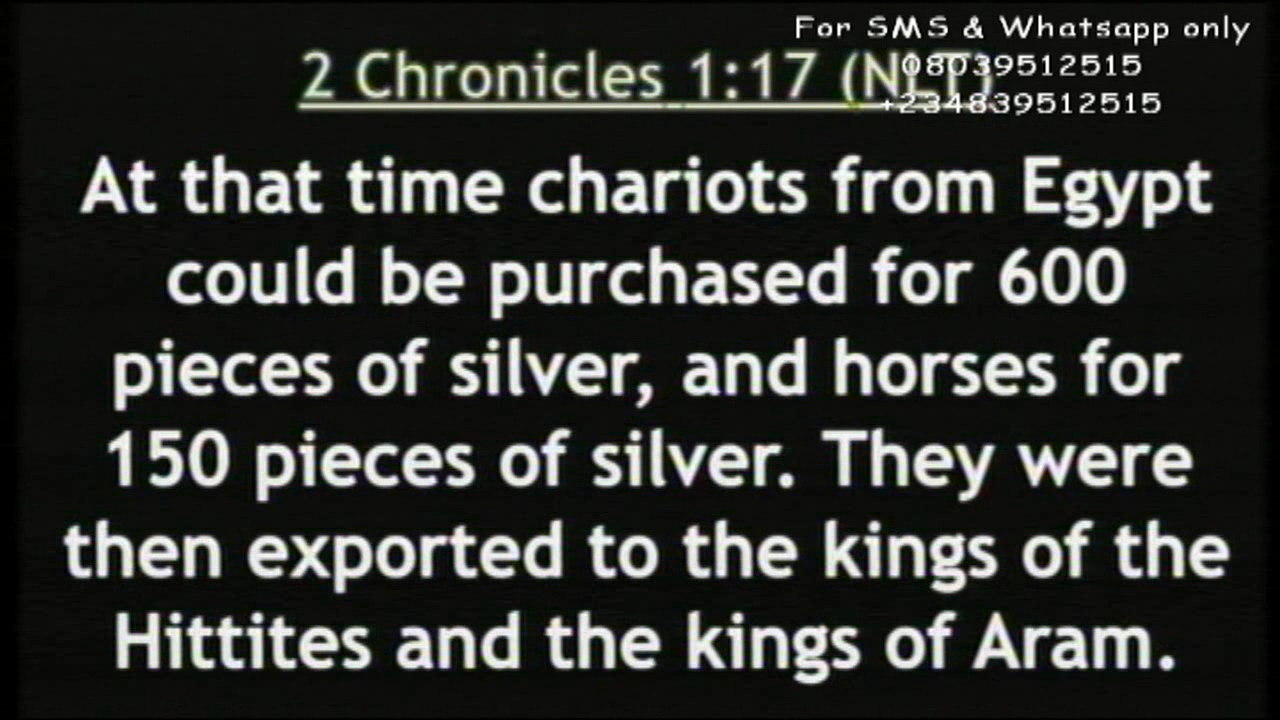 For SMS & Whatsapp only
08039512515
+234839512515
2 Chronicles 1:17 (NLT)
At that time chariots from Egypt
could be purchased for 600
pieces of silver, and horses for
150 pieces of silver. They were
then exported to the kings of the
Hittites and the kings of Aram.